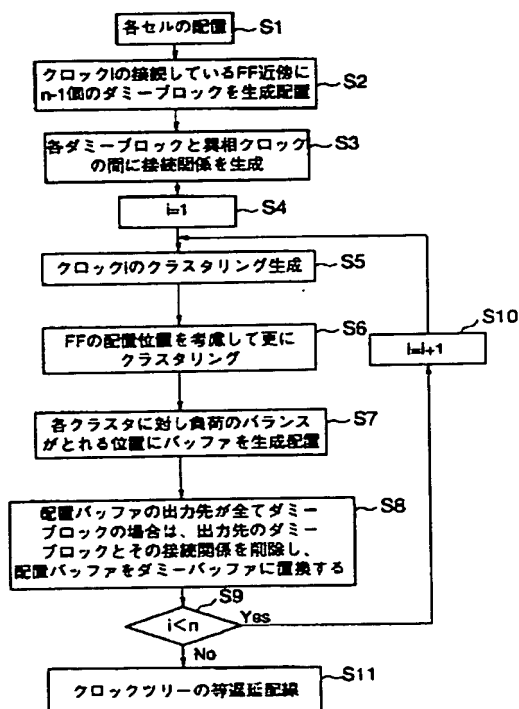 各セルの配置
S1
クロックiの接続しているFF近傍に
n-1個のダミーブロックを生成配置
S2
各ダミーブロックと異相クロック
の間に接続関係を生成
S3
i=1
S4
クロックiのクラスタリング生成
S5
FFの配置位置を考慮して更に
クラスタリング
S6
i=i+1
S10
各クラスタに対し負荷のバランス
がとれる位置にバッファを生成配置
S7
配置バッファの出力先が全てダミー
ブロックの場合は、出力先のダミー
ブロックとその接続関係を削除し、
配置バッファをダミーバッファに置換する
S8
S9
i<n
Yes
No
クロックツリーの等遅延配線
S11